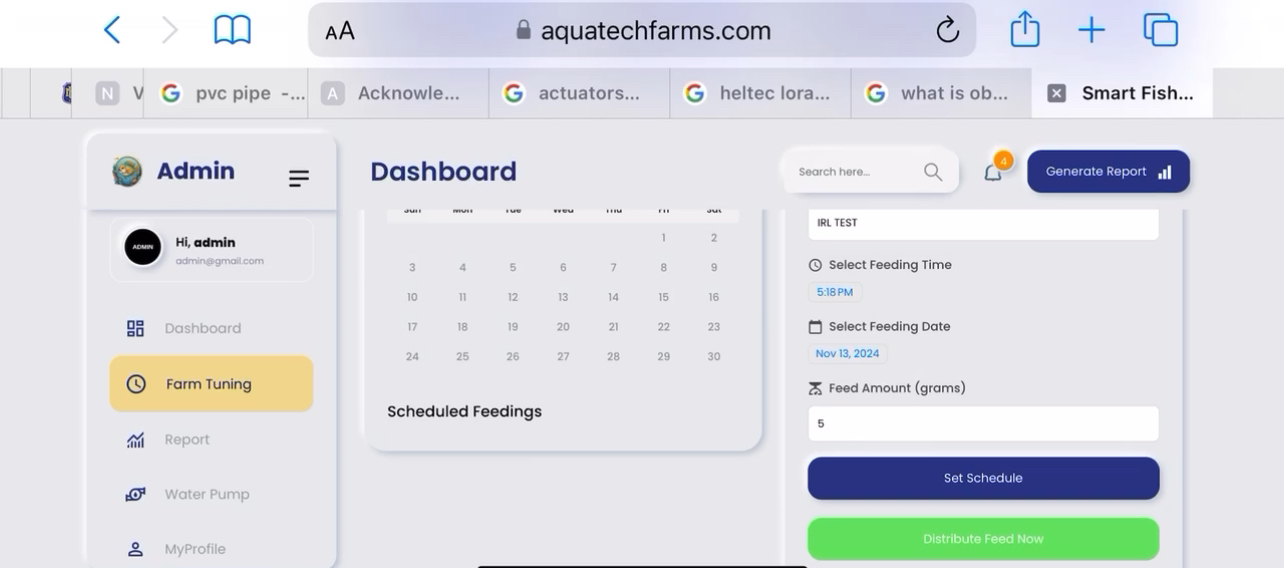 AA
aquatechfarms.com
N V
pvc pipe -...
A Acknowle...
actuators...
heltec lora...
what is ob...
Smart Fish...
Admin
ADMIN
Hi, admin
admin@gmail.com
Dashboard
Farm Tuning
Report
Water Pump
MyProfile
Dashboard
Search here...
4
Generate Report
Sun Mon Tue Wed Thu Fri Sat
1 2
3 4 5 6 7 8 9
10 11 12 13 14 15 16
17 18 19 20 21 22 23
24 25 26 27 28 29 30
Scheduled Feedings
IRL TEST
Select Feeding Time
5:18 PM
Select Feeding Date
Nov 13, 2024
Feed Amount (grams)
5
Set Schedule
Distribute Feed Now